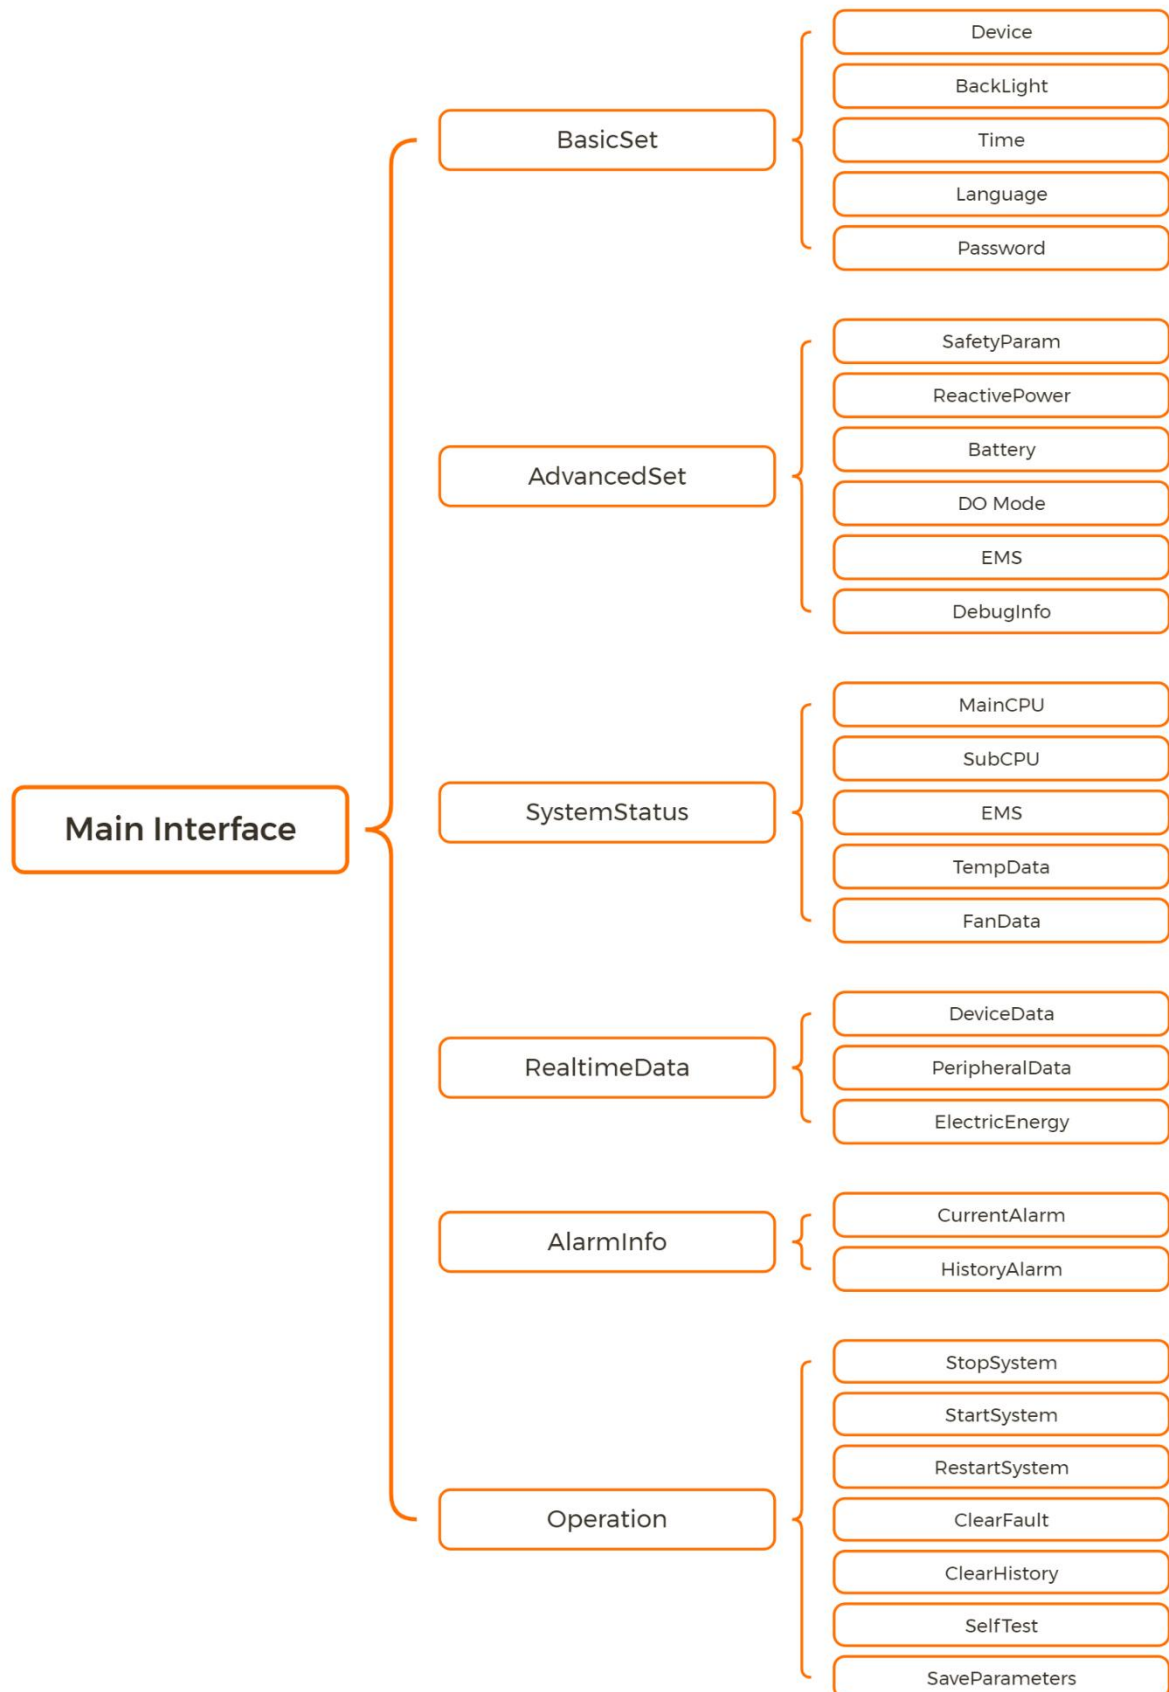 Main Interface
BasicSet
Device
BackLight
Time
Language
Password
AdvancedSet
SafetyParam
ReactivePower
Battery
DO Mode
EMS
DebugInfo
SystemStatus
MainCPU
SubCPU
EMS
TempData
FanData
RealtimeData
DeviceData
PeripheralData
ElectricEnergy
AlarmInfo
CurrentAlarm
HistoryAlarm
Operation
StopSystem
StartSystem
RestartSystem
ClearFault
ClearHistory
SelfTest
SaveParameters